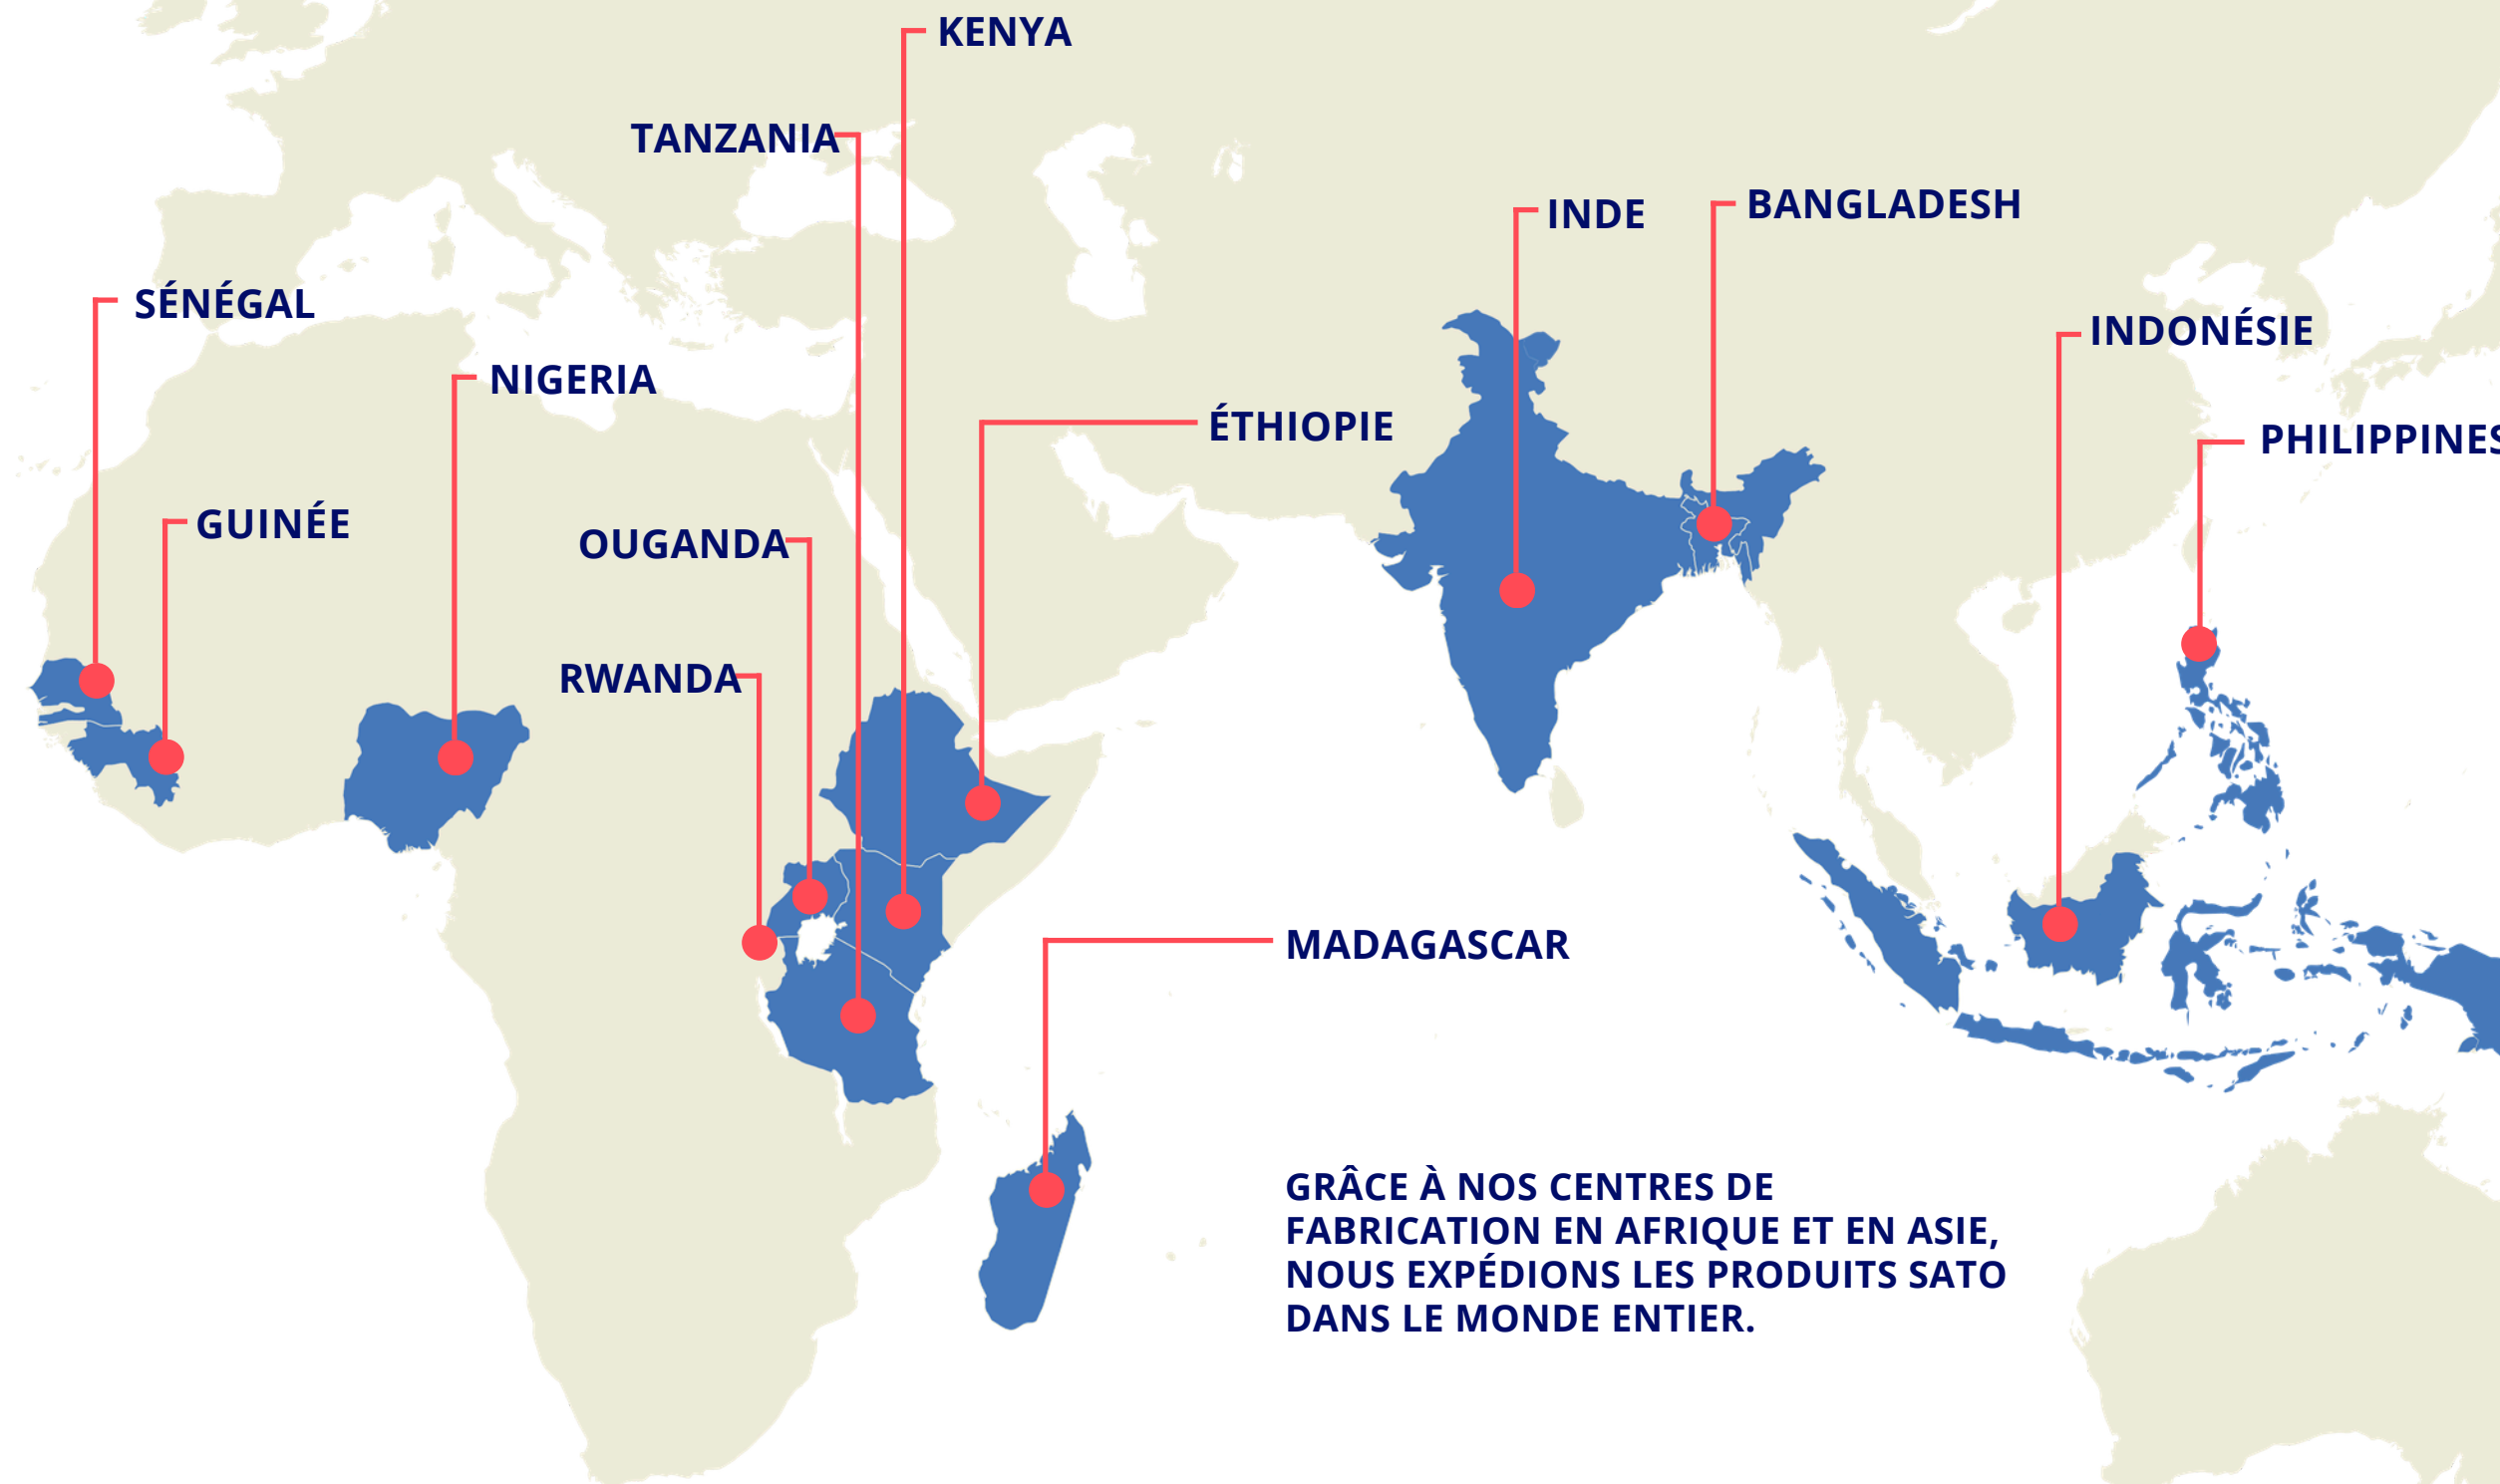 KENYA
TANZANIA
INDE
BANGLADESH
SÉNÉGAL
INDONÉSIE
NIGERIA
ÉTHIOPIE
PHILIPPINES
GUINÉE
OUGANDA
RWANDA
MADAGASCAR
GRÂCE À NOS CENTRES DE
FABRICATION EN AFRIQUE ET EN ASIE,
NOUS EXPÉDIONS LES PRODUITS SATO
DANS LE MONDE ENTIER.